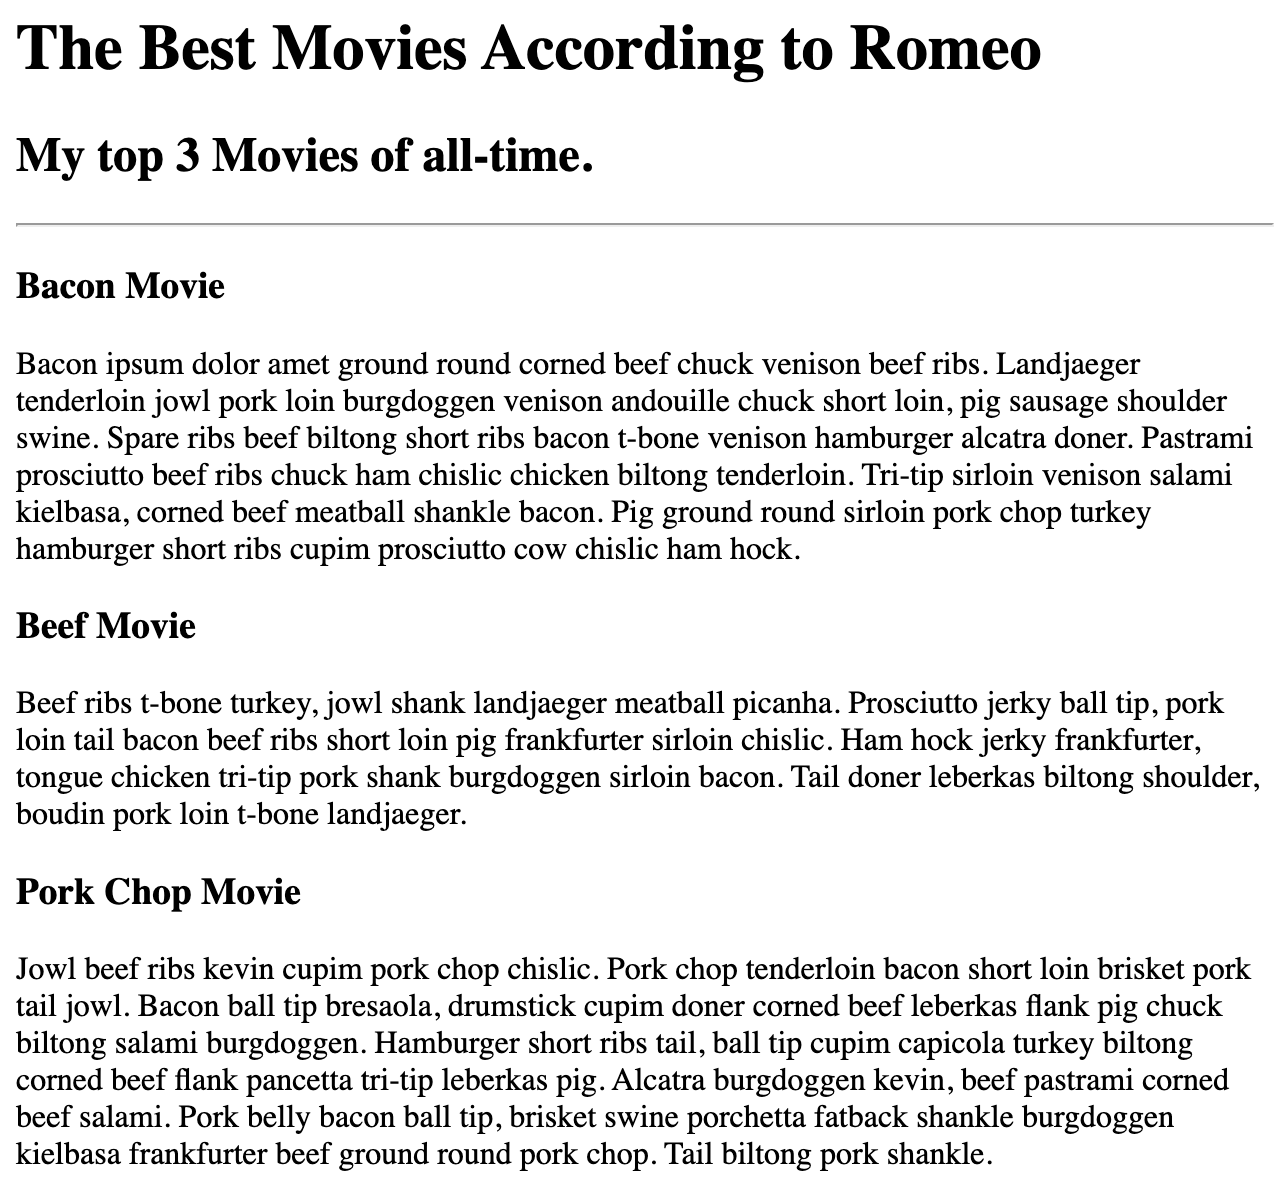 The Best Movies According to Romeo
My top 3 Movies of all-time.
Bacon Movie
Bacon ipsum dolor amet ground round corned beef chuck venison beef ribs. Landjaeger
tenderloin jowl pork loin burgdoggen venison andouille chuck short loin, pig sausage shoulder
swine. Spare ribs beef biltong short ribs bacon t-bone venison hamburger alcatra doner. Pastrami
prosciutto beef ribs chuck ham chislic chicken biltong tenderloin. Tri-tip sirloin venison salami
kielbasa, corned beef meatball shankle bacon. Pig ground round sirloin pork chop turkey
hamburger short ribs cupim prosciutto cow chislic ham hock.
Beef Movie
Beef ribs t-bone turkey, jowl shank landjaeger meatball picanha. Prosciutto jerky ball tip, pork
loin tail bacon beef ribs short loin pig frankfurter sirloin chislic. Ham hock jerky frankfurter,
tongue chicken tri-tip pork shank burgdoggen sirloin bacon. Tail doner leberkas biltong shoulder,
boudin pork loin t-bone landjaeger.
Pork Chop Movie
Jowl beef ribs kevin cupim pork chop chislic. Pork chop tenderloin bacon short loin brisket pork
tail jowl. Bacon ball tip bresaola, drumstick cupim doner corned beef leberkas flank pig chuck
biltong salami burgdoggen. Hamburger short ribs tail, ball tip cupim capicola turkey biltong
corned beef flank pancetta tri-tip leberkas pig. Alcatra burgdoggen kevin, beef pastrami corned
beef salami. Pork belly bacon ball tip, brisket swine porchetta fatback shankle burgdoggen
kielbasa frankfurter beef ground round pork chop. Tail biltong pork shankle.